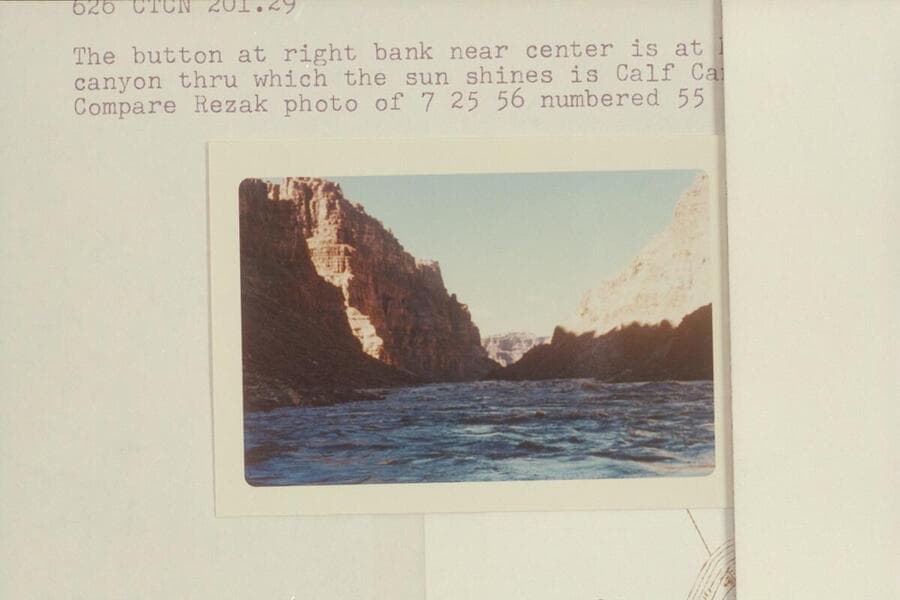 626 CTCN 201.29
The button at right bank near center is at
canyon thru which the sun shines is Calf Ca
Compare Rezak photo of 7 25 56 numbered 55